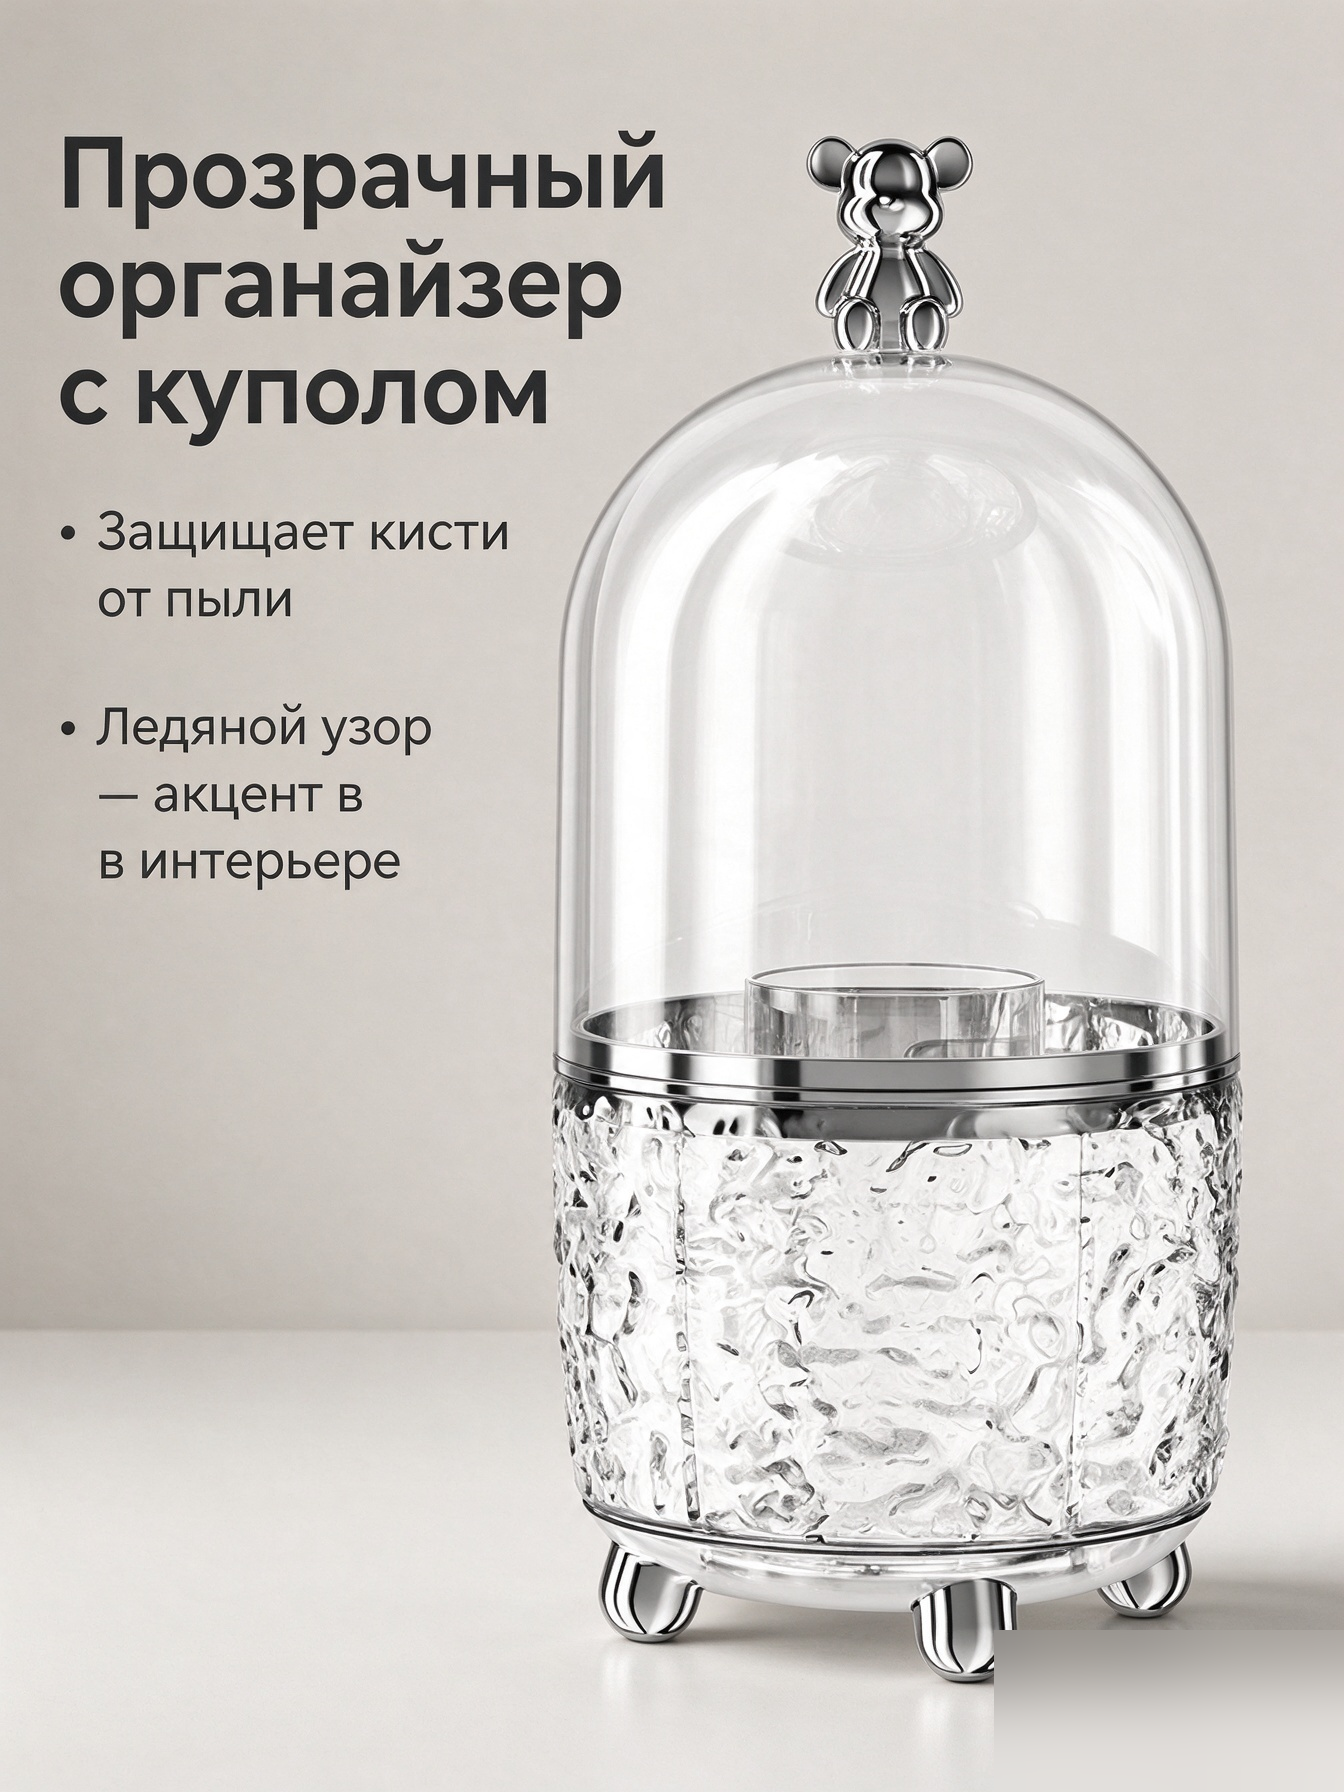 Прозрачный
органайзер
с куполом
• Защищает кисти
от пыли
• Ледяной узор
— акцент в
в интерьере